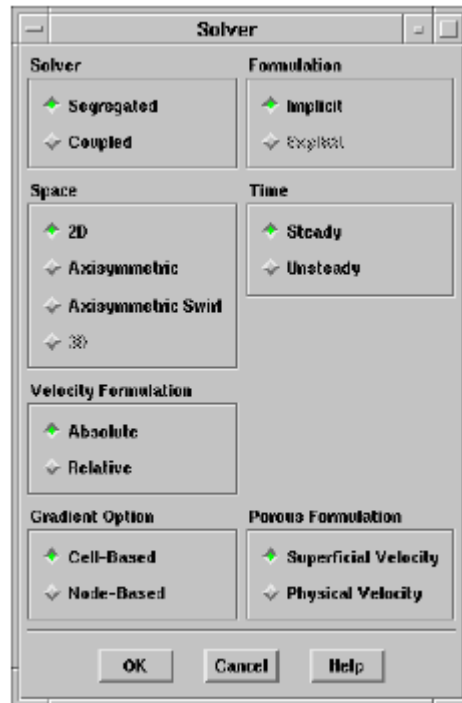 Solver
Solver
Segregated
Coupled
Formulation
Implicit
Explicit
Space
2D
Axisymmetric
Axisymmetric Swirl
3D
Time
Steady
Unsteady
Velocity Formulation
Absolute
Relative
Gradient Option
Cell-Based
Node-Based
Porous Formulation
Superficial Velocity
Physical Velocity
OK
Cancel
Help